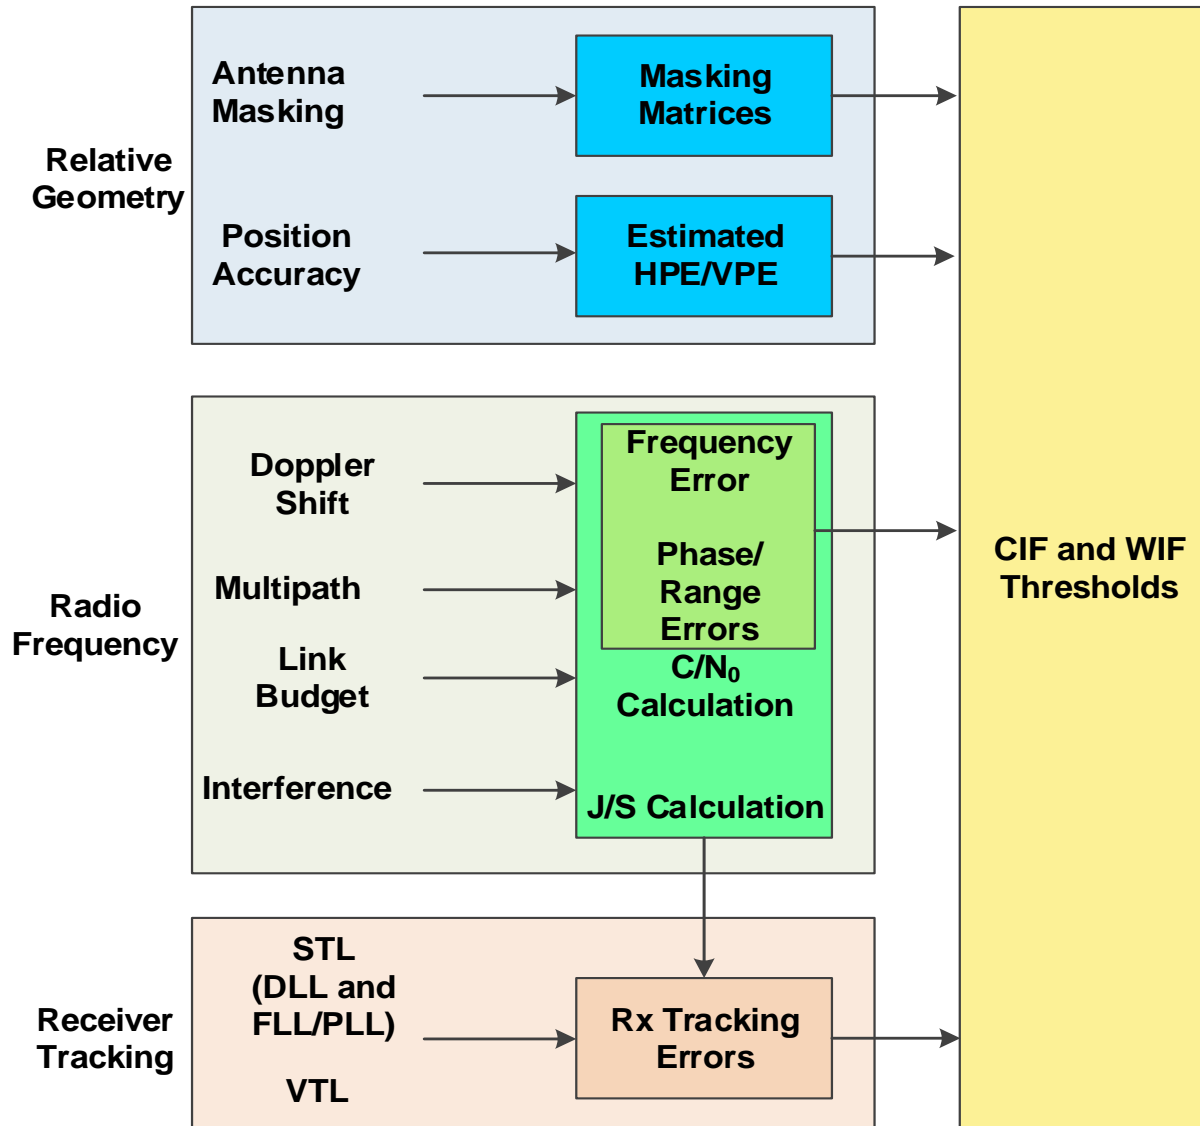 Relative
Geometry
Antenna
Masking
Masking
Matrices
Position
Accuracy
Estimated
HPE/VPE
Radio
Frequency
Doppler
Shift
Multipath
Link
Budget
Interference
Frequency
Error
Phase/
Range
Errors
C/N₀
Calculation
J/S Calculation
Receiver
Tracking
STL
(DLL and
FLL/PLL)
VTL
Rx Tracking
Errors
CIF and WIF
Thresholds